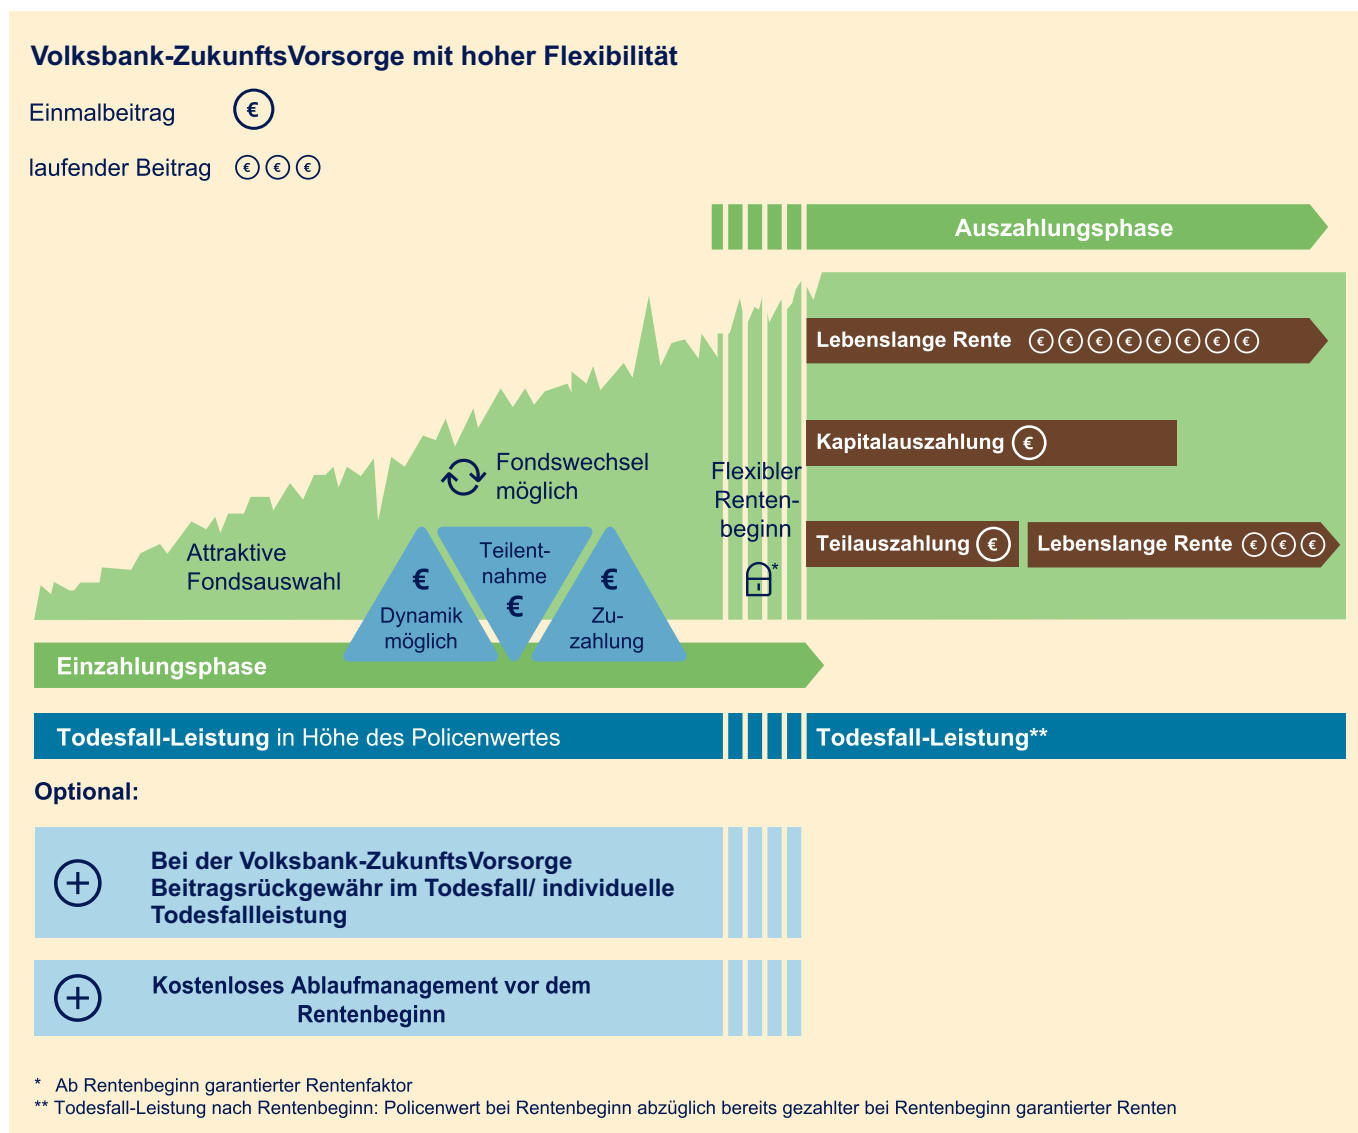 Volksbank-ZukunftsVorsorge mit hoher Flexibilität
Einmalbeitrag €
laufender Beitrag € € €
Auszahlungsphase
Lebenslange Rente € € € € € € € €
Kapitalauszahlung €
Fondswechsel
möglich
Flexibler
Renten-
beginn
*
Teilauszahlung €
Lebenslange Rente € € €
Attraktive
Fondsauswahl
€
Dynamik
möglich
Teilent-
nahme
€
€
Zu-
zahlung
Einzahlungsphase
Todesfall-Leistung in Höhe des Policenwertes
Todesfall-Leistung**
Optional:
Bei der Volksbank-ZukunftsVorsorge
Beitragsrückgewähr im Todesfall/ individuelle
Todesfallleistung
Kostenloses Ablaufmanagement vor dem
Rentenbeginn
* Ab Rentenbeginn garantierter Rentenfaktor
** Todesfall-Leistung nach Rentenbeginn: Policenwert bei Rentenbeginn abzüglich bereits gezahlter bei Rentenbeginn garantierter Renten